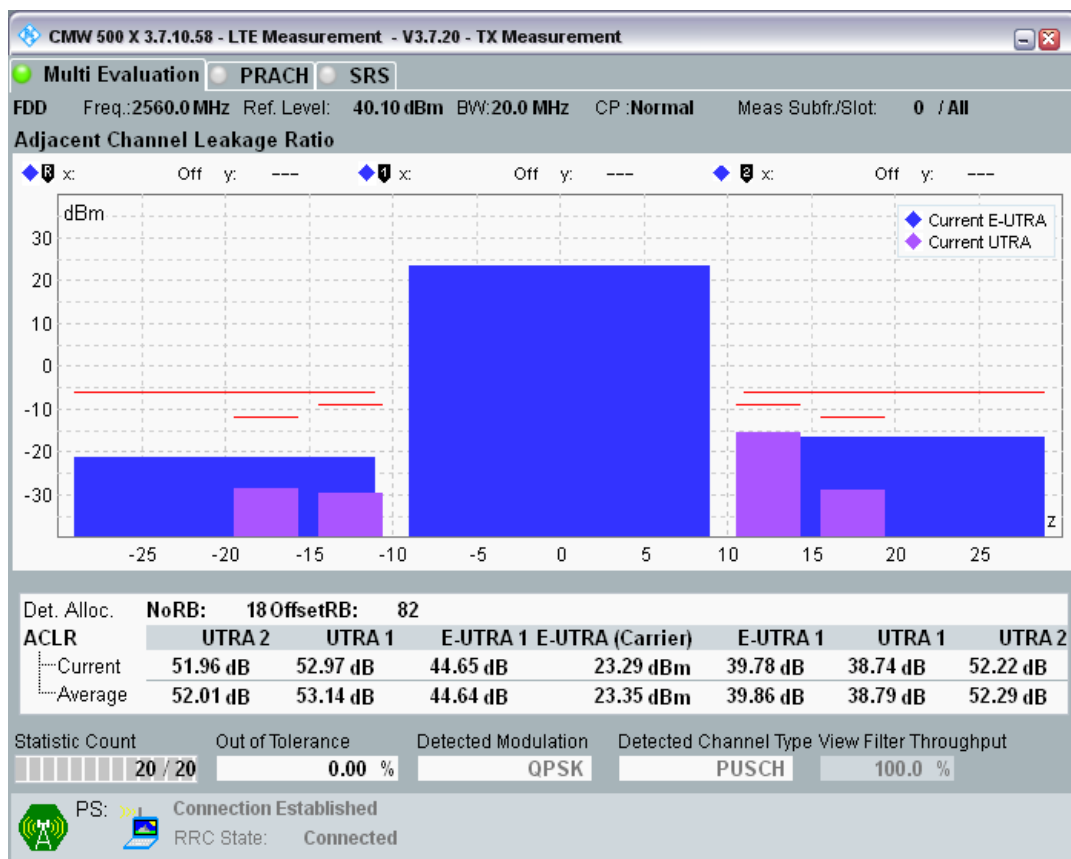 CMW 500 X 3.7.10.58 - LTE Measurement - V3.7.20 - TX Measurement
Multi Evaluation PRACH SRS
FDD Freq.:2560.0 MHz Ref. Level: 40.10 dBm BW:20.0 MHz CP :Normal Meas Subfr./Slot: 0 / All
Adjacent Channel Leakage Ratio
R x: Off y: --- 1 x: Off y: --- 2 x: Off y: ---
dBm
Current E-UTRA
Current UTRA
30
20
10
0
-10
-20
-30
z
-25 -20 -15 -10 -5 0 5 10 15 20 25
Det. Alloc. NoRB: 18 OffsetRB: 82
ACLR UTRA 2 UTRA 1 E-UTRA 1 E-UTRA (Carrier) E-UTRA 1 UTRA 1 UTRA 2
Current 51.96 dB 52.97 dB 44.65 dB 23.29 dBm 39.78 dB 38.74 dB 52.22 dB
Average 52.01 dB 53.14 dB 44.64 dB 23.35 dBm 39.86 dB 38.79 dB 52.29 dB
Statistic Count Out of Tolerance Detected Modulation Detected Channel Type View Filter Throughput
20 / 20 0.00 % QPSK PUSCH 100.0 %
PS: Connection Established
RRC State: Connected